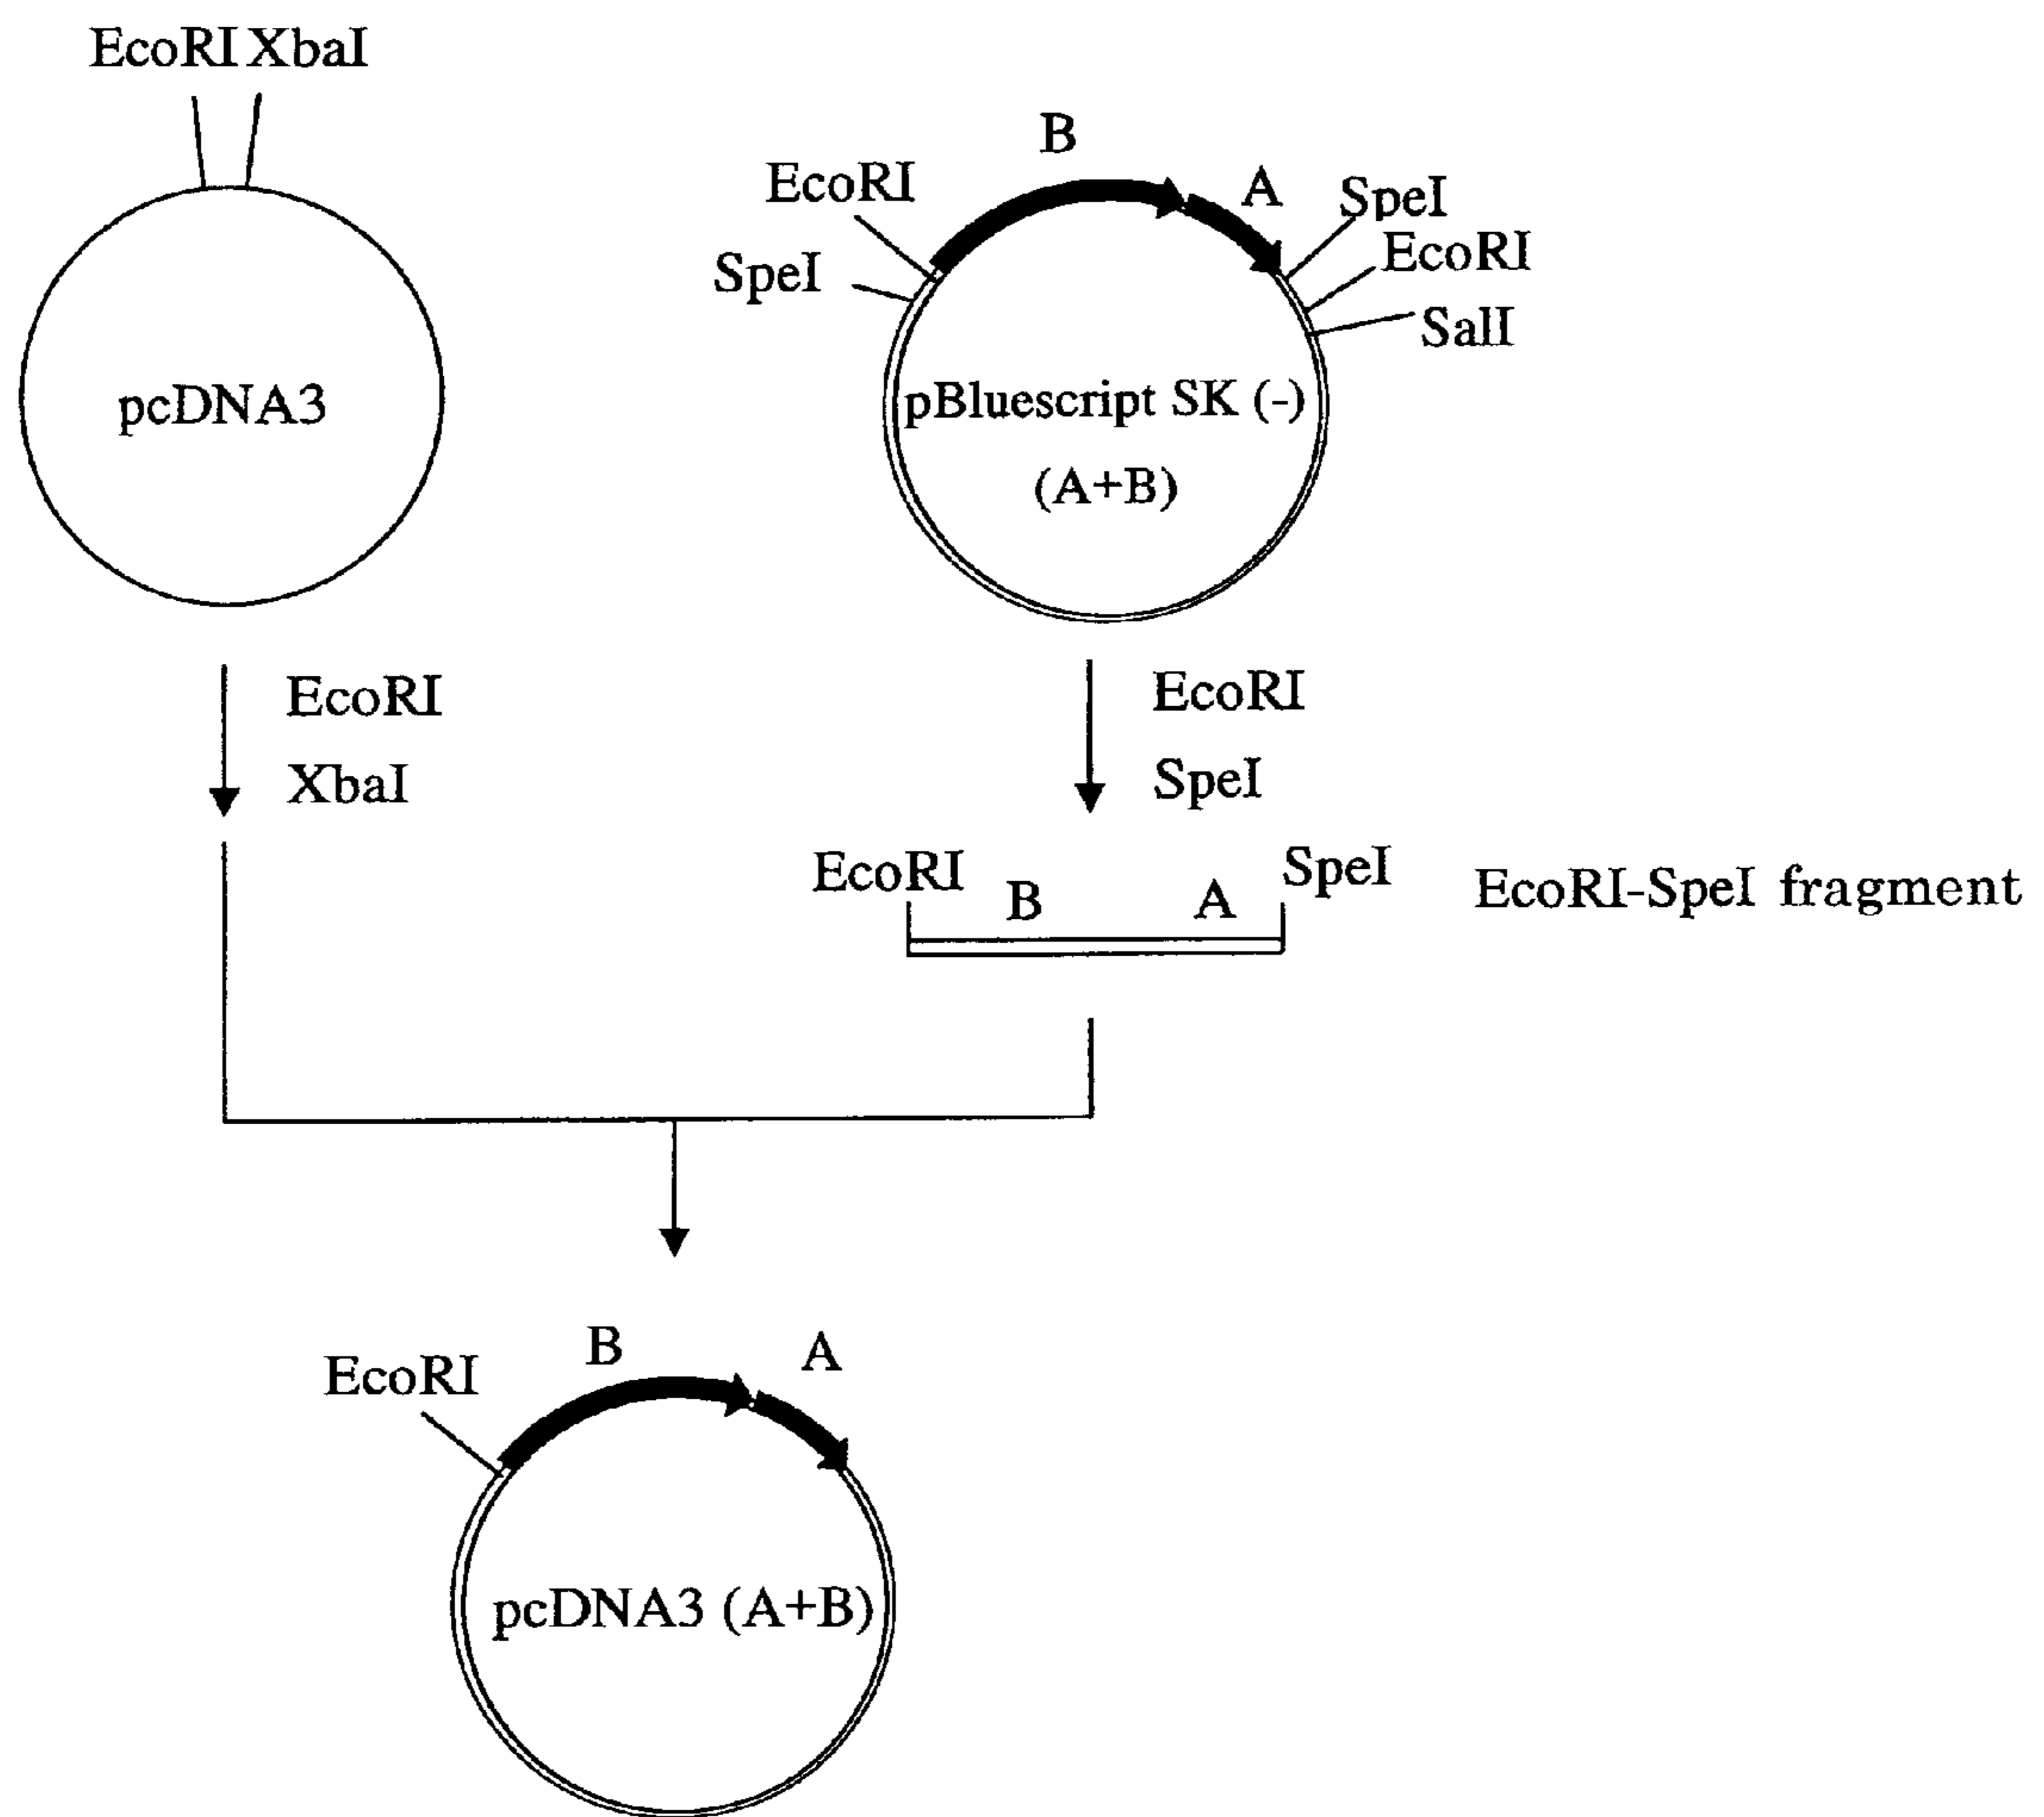 EcoRI XbaI
B
EcoRI
A
SpeI
SpeI
EcoRI
SalI
pcDNA3
pBluescript SK (-)
(A+B)
EcoRI
XbaI
EcoRI
SpeI
EcoRI
B
A
SpeI
EcoRI-SpeI fragment
B
A
EcoRI
pcDNA3 (A+B)